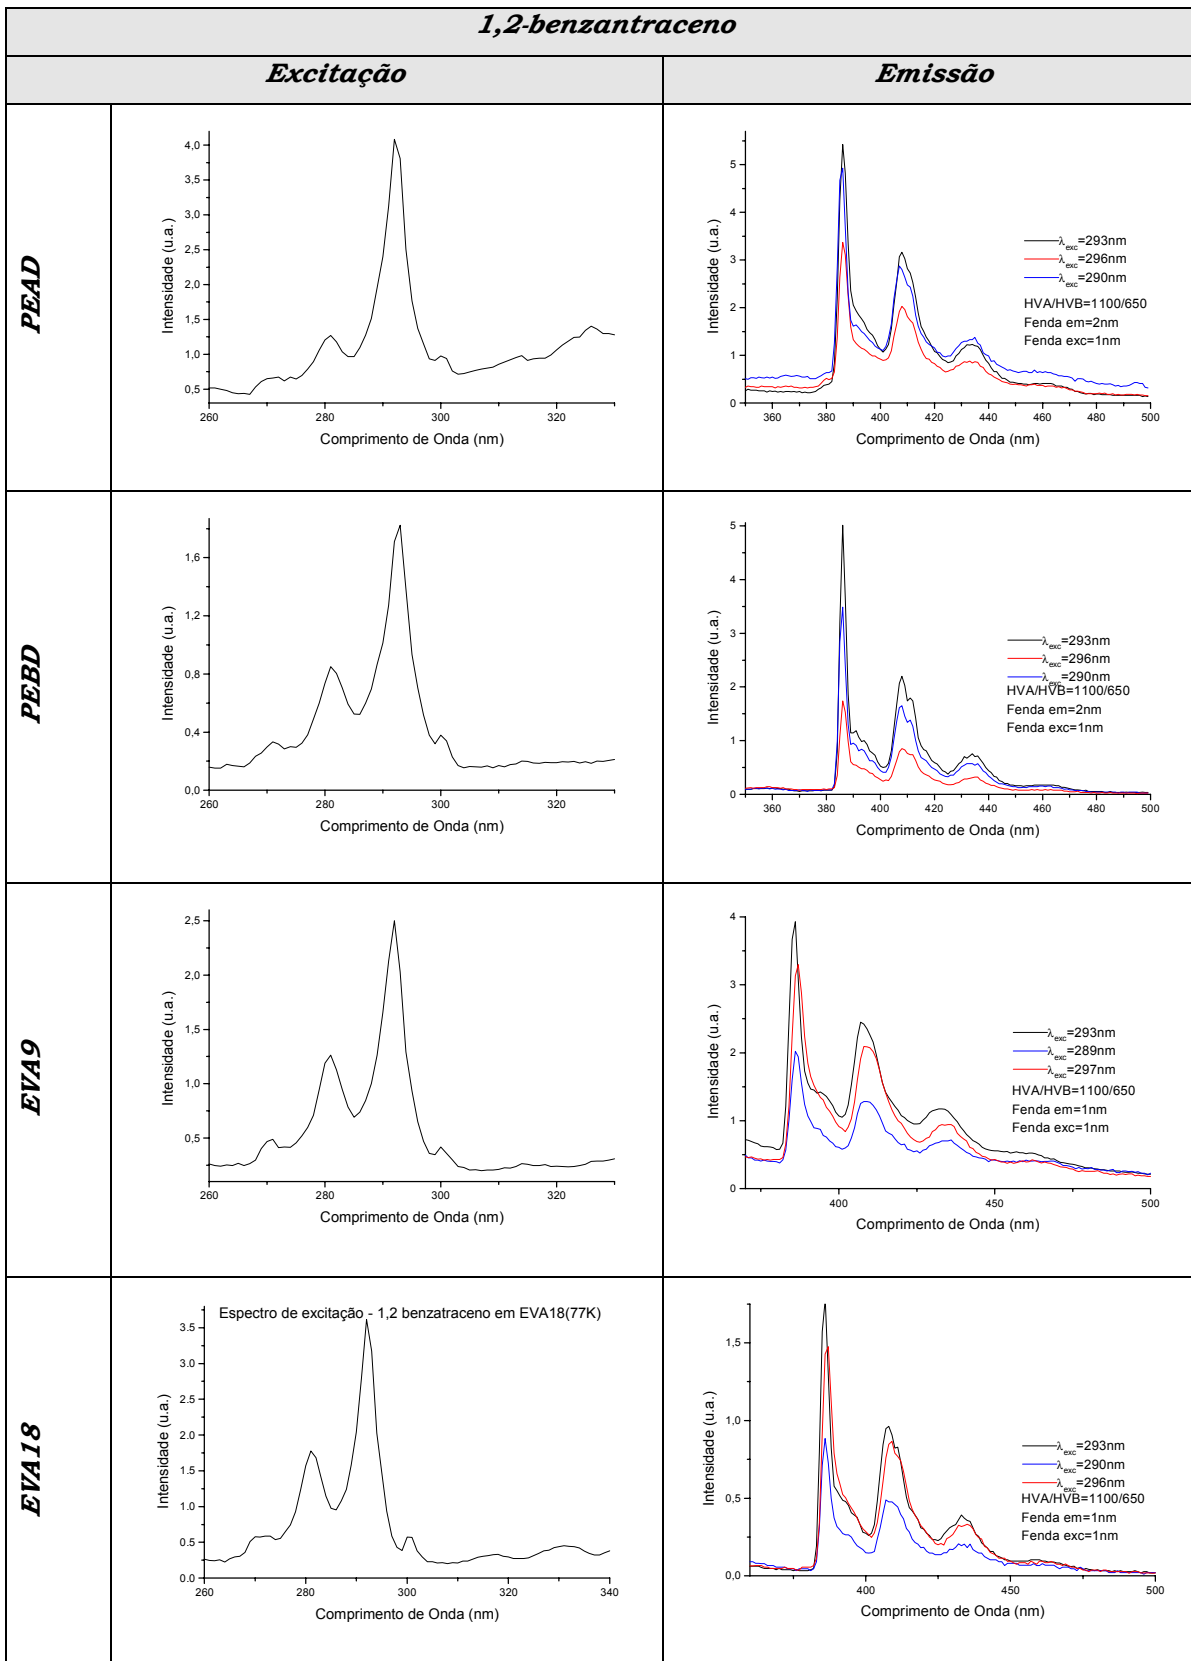 1,2-benzantraceno
Excitação
Emissão
PEAD
4,0
3,5
3,0
2,5
2,0
1,5
1,0
0,5
260
280
300
320
Intensidade (u.a.)
Comprimento de Onda (nm)
5
4
3
2
1
0
360
380
400
420
440
460
480
500
Intensidade (u.a.)
Comprimento de Onda (nm)
λexc=293nm
λexc=296nm
λexc=290nm
HVA/HVB=1100/650
Fenda em=2nm
Fenda exc=1nm
PEBD
1,6
1,2
0,8
0,4
0,0
260
280
300
320
Intensidade (u.a.)
Comprimento de Onda (nm)
5
4
3
2
1
0
360
380
400
420
440
460
480
500
Intensidade (u.a.)
Comprimento de Onda (nm)
λexc=293nm
λexc=296nm
λexc=290nm
HVA/HVB=1100/650
Fenda em=2nm
Fenda exc=1nm
EVA9
2,5
2,0
1,5
1,0
0,5
260
280
300
320
Intensidade (u.a.)
Comprimento de Onda (nm)
4
3
2
1
0
400
450
500
Intensidade (u.a.)
Comprimento de Onda (nm)
λexc=293nm
λexc=289nm
λexc=297nm
HVA/HVB=1100/650
Fenda em=1nm
Fenda exc=1nm
EVA18
Espectro de excitação - 1,2 benzatraceno em EVA18(77K)
3.5
3.0
2.5
2.0
1.5
1.0
0.5
0.0
260
280
300
320
340
Intensidade (u.a.)
Comprimento de Onda (nm)
1,5
1,0
0,5
0,0
400
450
500
Intensidade (u.a.)
Comprimento de Onda (nm)
λexc=293nm
λexc=290nm
λexc=296nm
HVA/HVB=1100/650
Fenda em=1nm
Fenda exc=1nm